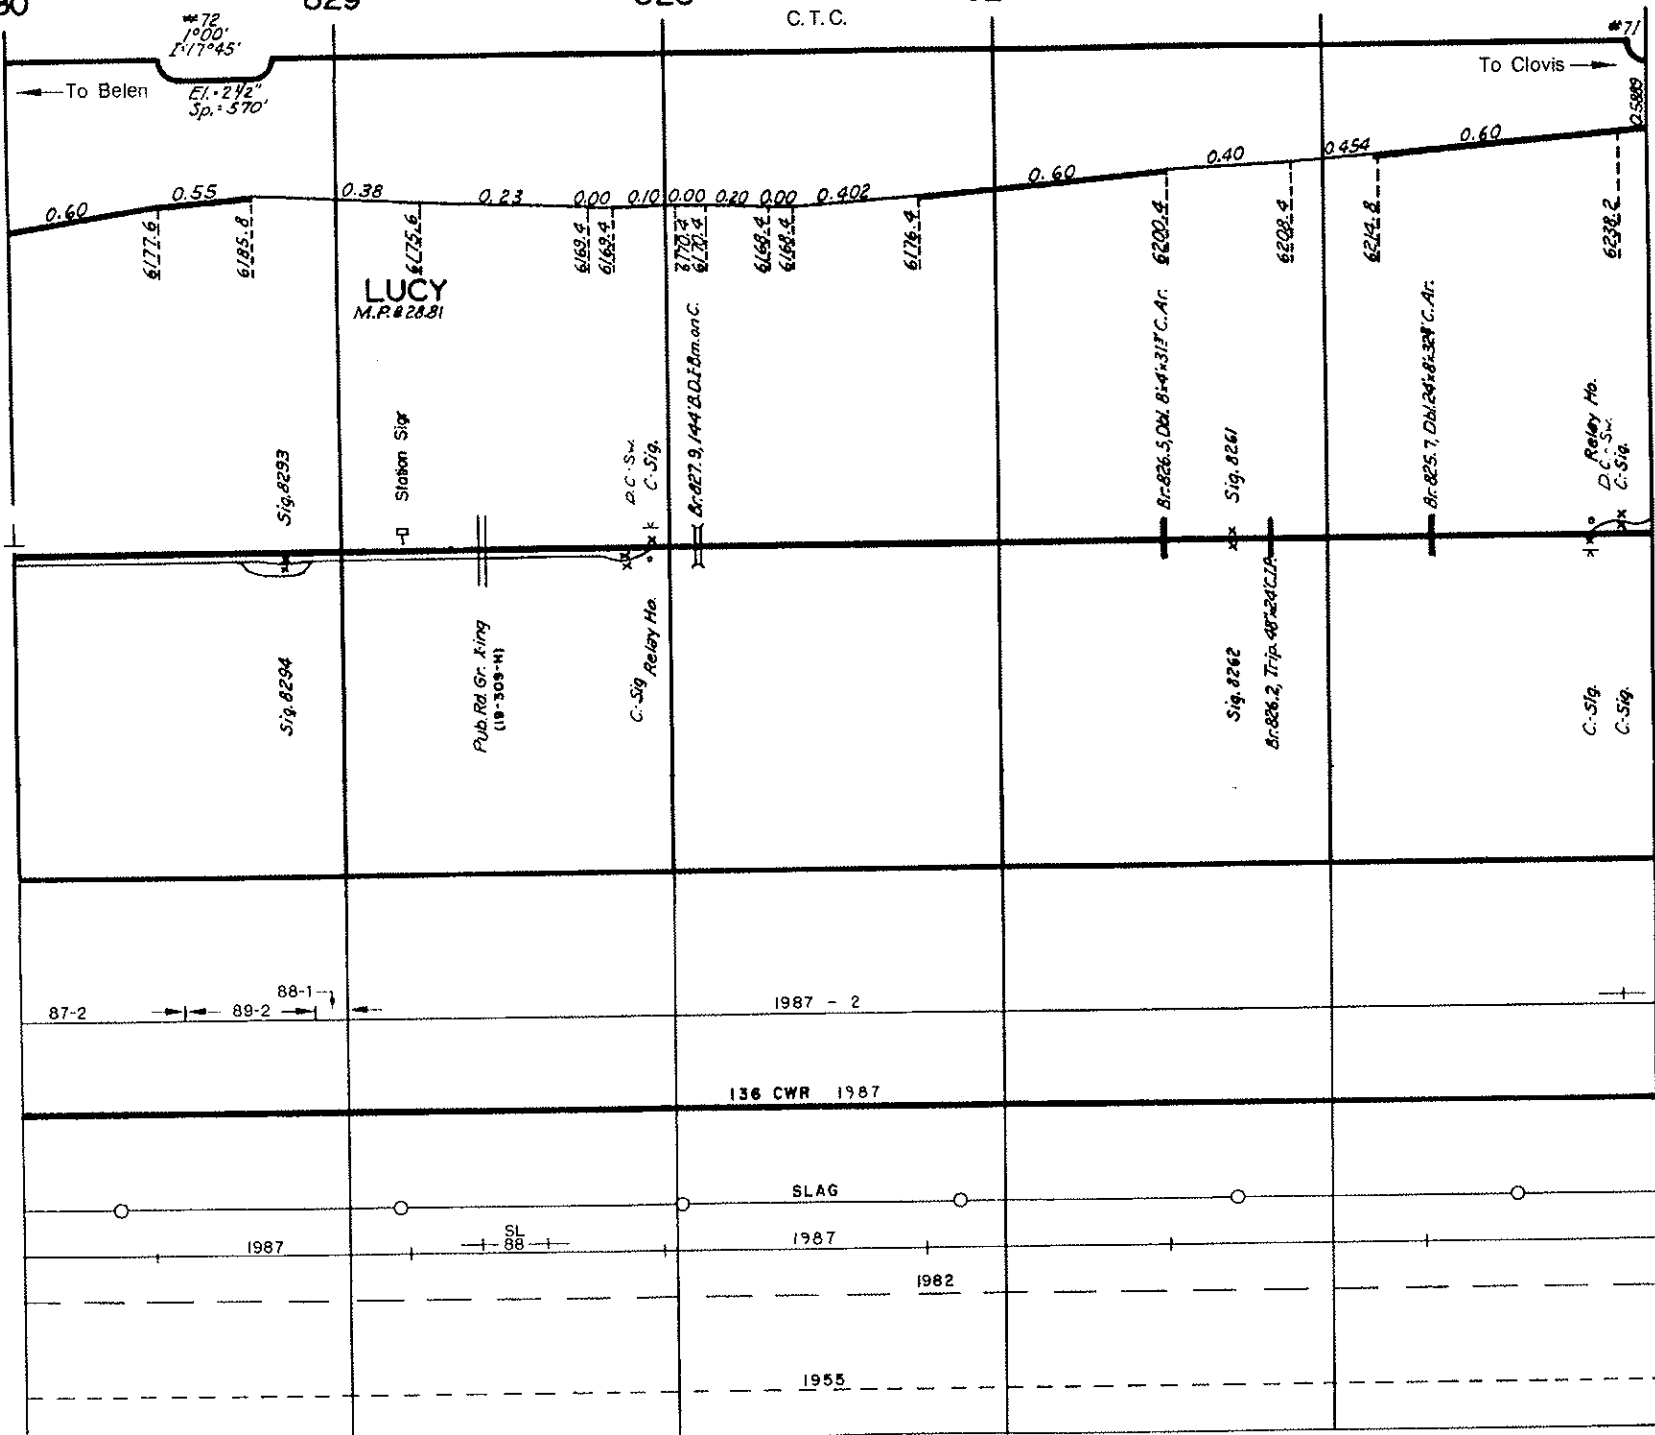 829
C.T.C.
#72
1°00'
I:17°45'
#71
To Belen
El. = 2½"
Sp. = 570'
To Clovis
0.60
0.55
0.38
0.23
0.00
0.10
0.00
0.20
0.00
0.402
0.60
0.40
0.454
0.60
0.5889
6177.6
6185.8
6175.6
6169.4
6169.4
6170.4
6168.4
6168.4
6176.4
6200.4
6208.4
6214.8
6238.2
LUCY
M.P. 828.81
Sig. 8293
Station Sign
D.C-Sw.
C-Sig.
Br. 827.9, 144' B.D.I-Bm. on C.
Br. 826.5, Dbl. 8'x4'x31' C. Ar.
Sig. 8261
Br. 825.7, Dbl. 24'x8'x32' C. Ar.
Relay Ho.
D.C-Sw.
C-Sig.
Sig. 8294
Pub. Rd. Gr. X-ing
(19-309-H)
C-Sig
Relay Ho.
Sig. 8262
Br. 826.2, Trip. 48"x24' C.I.P.
C-Sig.
C-Sig.
87-2
89-2
88-1
1987 - 2
136 CWR 1987
SLAG
1987
SL
88
1987
1982
1955